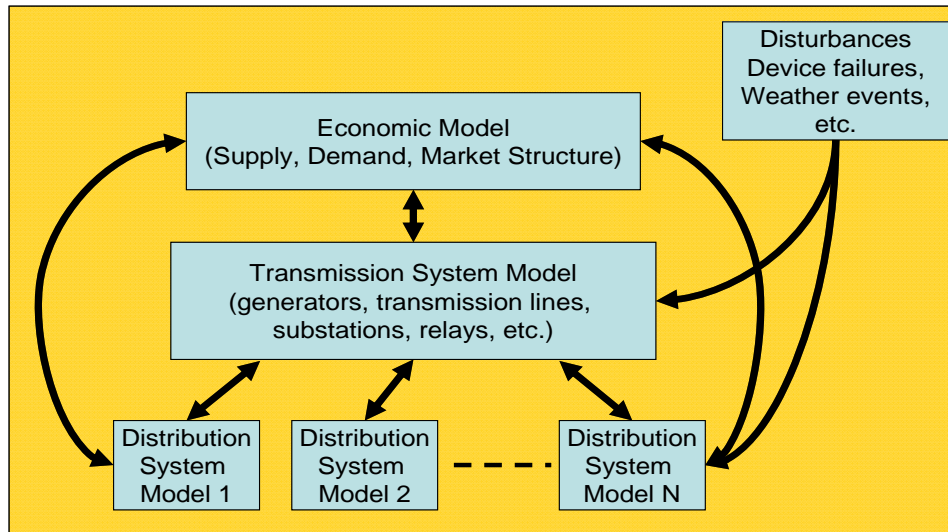 Disturbances
Device failures,
Weather events,
etc.
Economic Model
(Supply, Demand, Market Structure)
Transmission System Model
(generators, transmission lines,
substations, relays, etc.)
Distribution
System
Model 1
Distribution
System
Model 2
Distribution
System
Model N